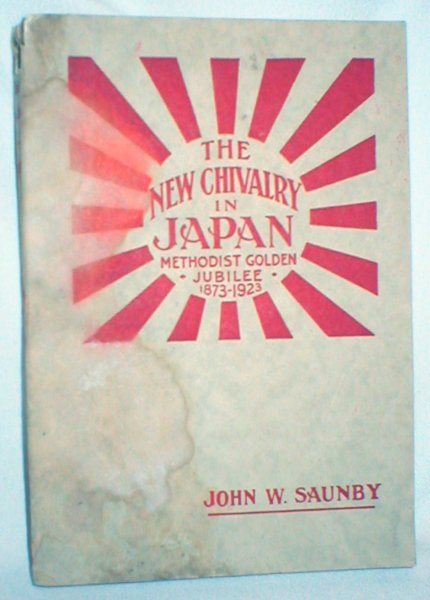 THE
NEW CHIVALRY
IN
JAPAN
METHODIST GOLDEN
· JUBILEE ·
1873-1923
JOHN W. SAUNBY